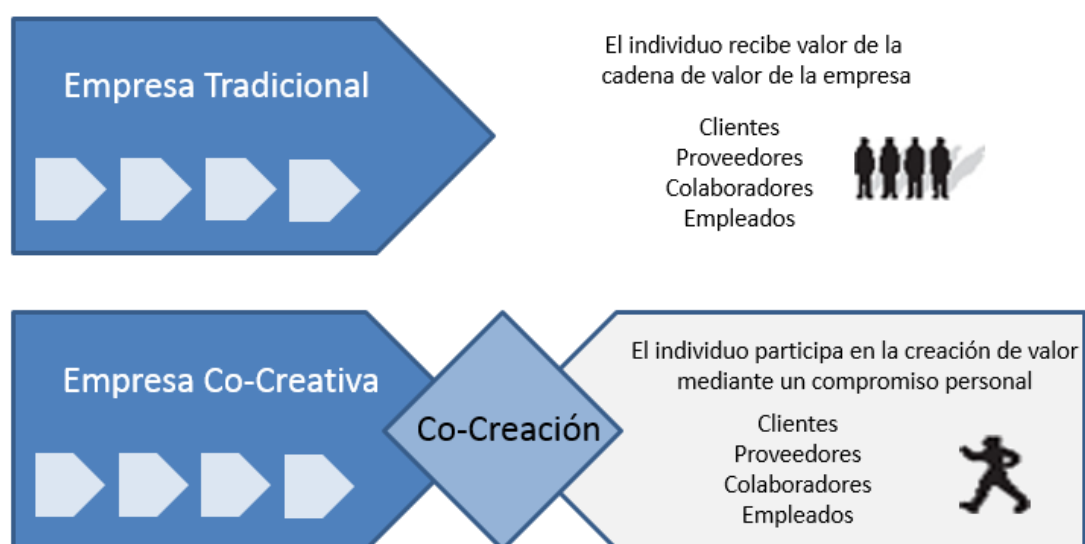 Empresa Tradicional
El individuo recibe valor de la
cadena de valor de la empresa
Clientes
Proveedores
Colaboradores
Empleados
Empresa Co-Creativa
Co-Creación
El individuo participa en la creación de valor
mediante un compromiso personal
Clientes
Proveedores
Colaboradores
Empleados